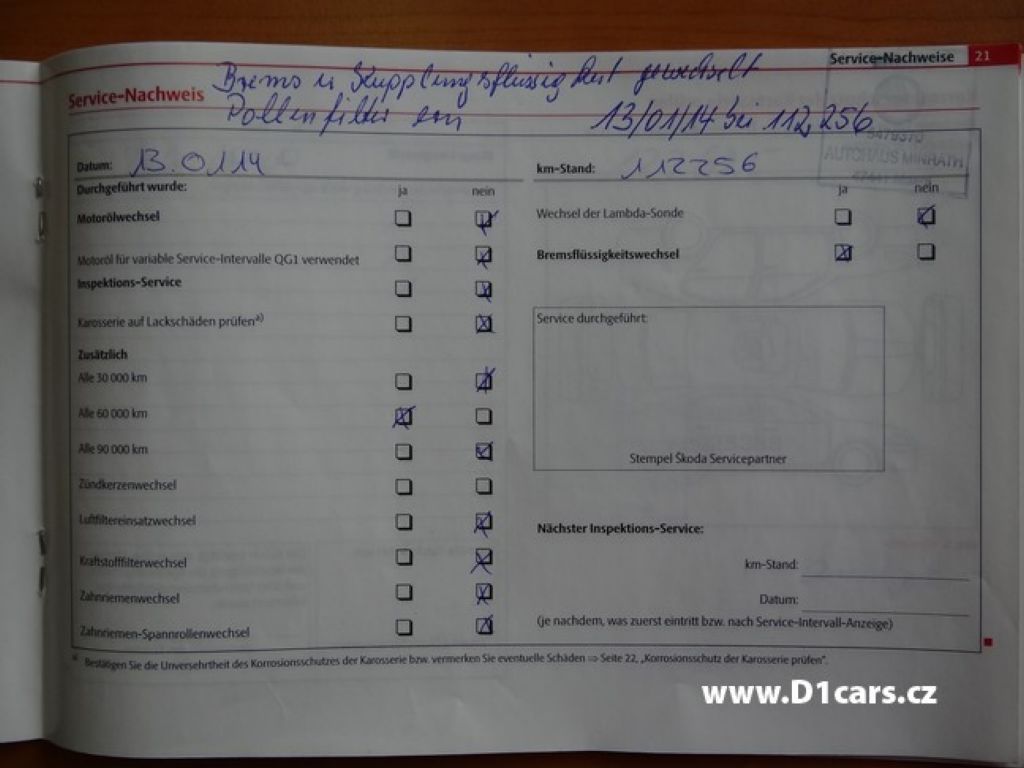 Service-Nachweise 21
Service-Nachweis
Brems u Kupplungsflüssigkeit gewechselt
Pollenfilter 13/01/14 bei 112,256
5479370
AUTOHAUS MINRATH
Datum: 13.0114
km-Stand: 112256
Durchgeführt wurde: ja nein
ja nein
Motorölwechsel
Wechsel der Lambda-Sonde
Motoröl für variable Service-Intervalle QG1 verwendet
Bremsflüssigkeitswechsel
Inspektions-Service
Karosserie auf Lackschäden prüfen a)
Service durchgeführt:
Zusätzlich
Alle 30 000 km
Alle 60 000 km
Alle 90 000 km
Stempel Škoda Servicepartner
Zündkerzenwechsel
Luftfiltereinsatzwechsel
Nächster Inspektions-Service:
Kraftstofffilterwechsel
km-Stand:
Zahnriemenwechsel
Datum:
Zahnriemen-Spannrollenwechsel
(je nachdem, was zuerst eintritt bzw. nach Service-Intervall-Anzeige)
a) Bestätigen Sie die Unversehrtheit des Korrosionsschutzes der Karosserie bzw. vermerken Sie eventuelle Schäden ⇒ Seite 22, „Korrosionsschutz der Karosserie prüfen".
www.D1cars.cz